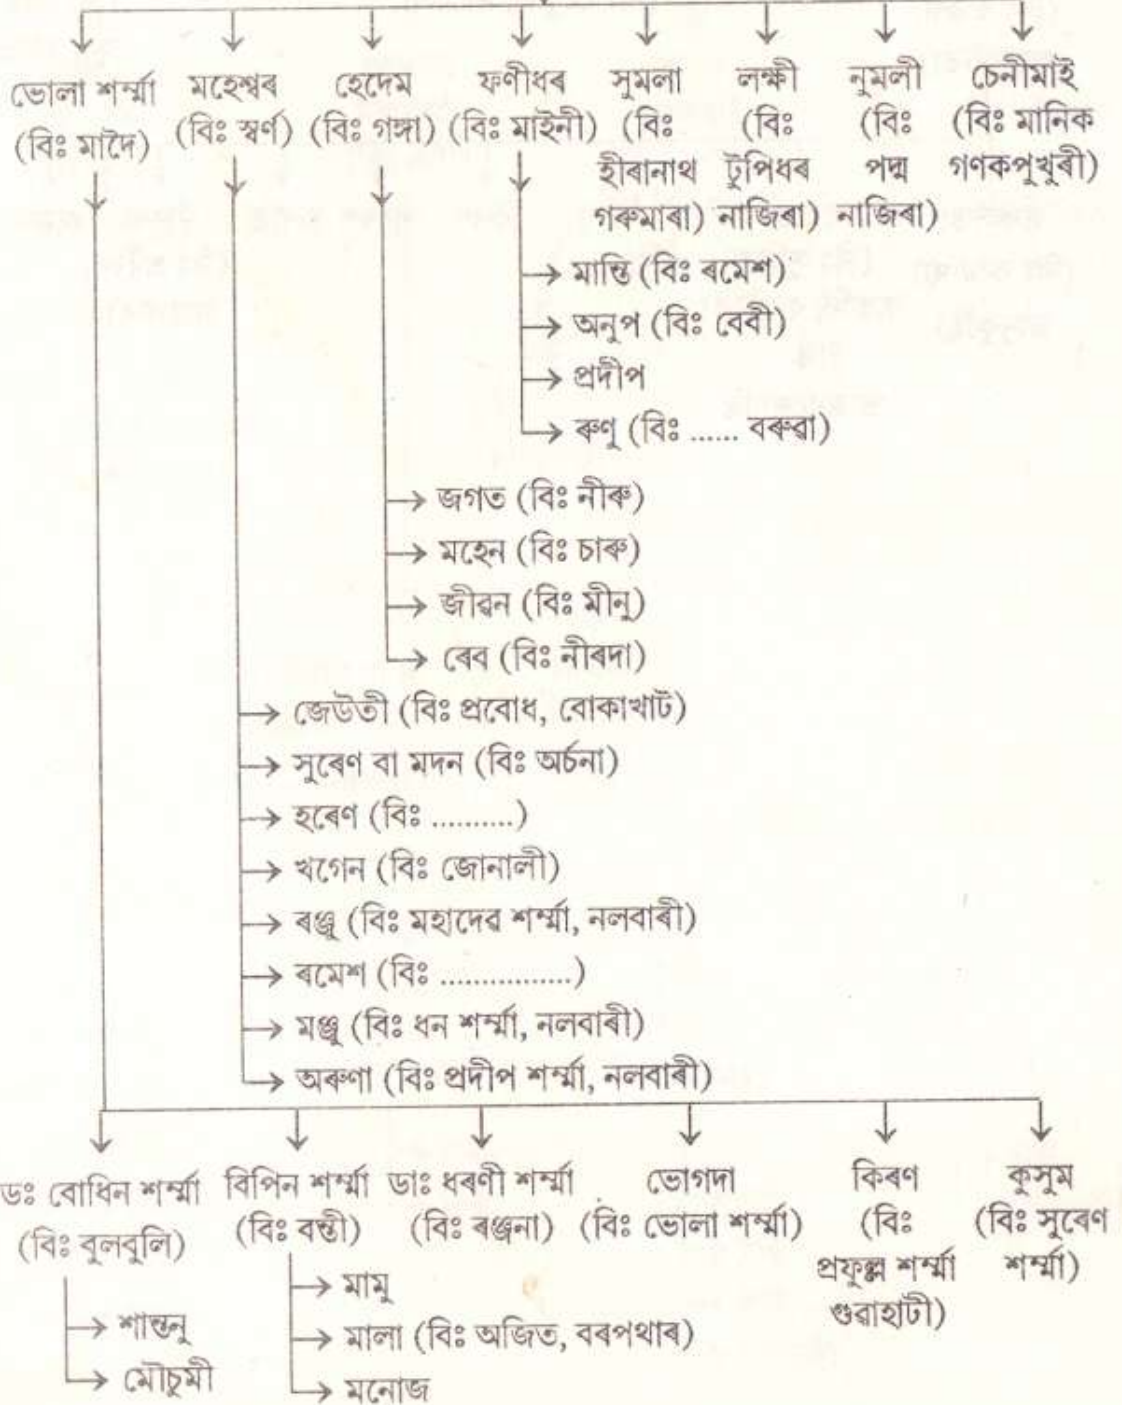 ভোলা শৰ্ম্মা মহেশ্বৰ হেদেম ফণীধৰ সুমলা লক্ষী নুমলী চেনীমাই
(বিঃ মাদৈ) (বিঃ স্বৰ্ণ) (বিঃ গঙ্গা) (বিঃ মাইনী) (বিঃ (বিঃ (বিঃ (বিঃ মানিক
হীৰানাথ টুপিধৰ পদ্ম গণকপুখুৰী)
গৰুমাৰা) নাজিৰা) নাজিৰা)
মান্তি (বিঃ ৰমেশ)
অনুপ (বিঃ বেবী)
প্ৰদীপ
ৰুণু (বিঃ ...... বৰুৱা)
জগত (বিঃ নীৰু)
মহেন (বিঃ চাৰু)
জীৱন (বিঃ মীনু)
ৰেব (বিঃ নীৰদা)
জেউতী (বিঃ প্ৰবোধ, বোকাখাট)
সুৰেণ বা মদন (বিঃ অৰ্চনা)
হৰেণ (বিঃ ..........)
খগেন (বিঃ জোনালী)
ৰঞ্জু (বিঃ মহাদেৱ শৰ্ম্মা, নলবাৰী)
ৰমেশ (বিঃ ................)
মঞ্জু (বিঃ ধন শৰ্ম্মা, নলবাৰী)
অৰুণা (বিঃ প্ৰদীপ শৰ্ম্মা, নলবাৰী)
ডঃ বোধিন শৰ্ম্মা বিপিন শৰ্ম্মা ডাঃ ধৰণী শৰ্ম্মা ভোগদা কিৰণ কুসুম
(বিঃ বুলবুলি) (বিঃ বন্তী) (বিঃ ৰঞ্জনা) (বিঃ ভোলা শৰ্ম্মা) (বিঃ (বিঃ সুৰেণ
প্ৰফুল্ল শৰ্ম্মা শৰ্ম্মা)
গুৱাহাটী)
মামু
মালা (বিঃ অজিত, বৰপথাৰ)
মনোজ
শান্তনু
মৌচুমী